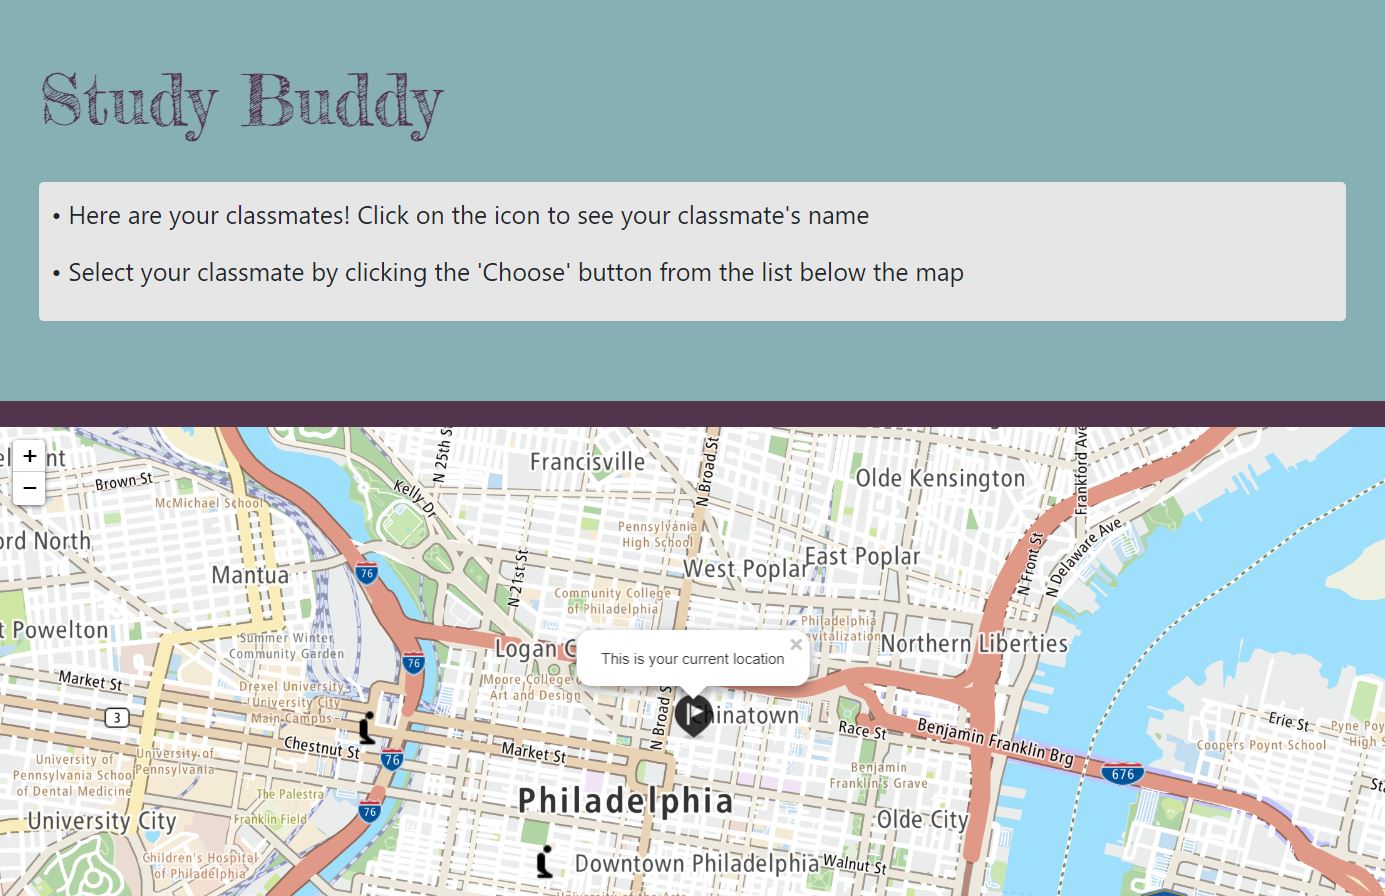 Study Buddy
• Here are your classmates! Click on the icon to see your classmate's name
• Select your classmate by clicking the 'Choose' button from the list below the map
+
−
nt
Brown St
McMichael School
N 25th S
Kelly Dr
Francisville
N Broad St
Olde Kensington
Frankford Ave
ord North
Mantua
76
N 21st St
Pennsylvania
High School
West Poplar
East Poplar
N Front St
N Delaware Ave
t Powelton
Summer Winter
Community Garden
Community College
of Philadelphia
Philadelphia
evitalization
Northern Liberties
Logan C
This is your current location
×
Market St
3
Drexel University
University City
Main Campus
76
Moore College o
Art and Design
N Broad S
Chinatown
Race St
Benjamin Franklin Brg
676
Erie St
Coopers Poynt School
Pyne Poy
High S
University of
Pennsylvania School
of Dental Medicine
University of
Pennsylvania
Chestnut St
76
Market St
Benjamin
Franklin's Grave
The Palestra
Franklin Field
76
Philadelphia
Olde City
University City
Children's Hospital
of Philadelphia
Downtown Philadelphia
Walnut St